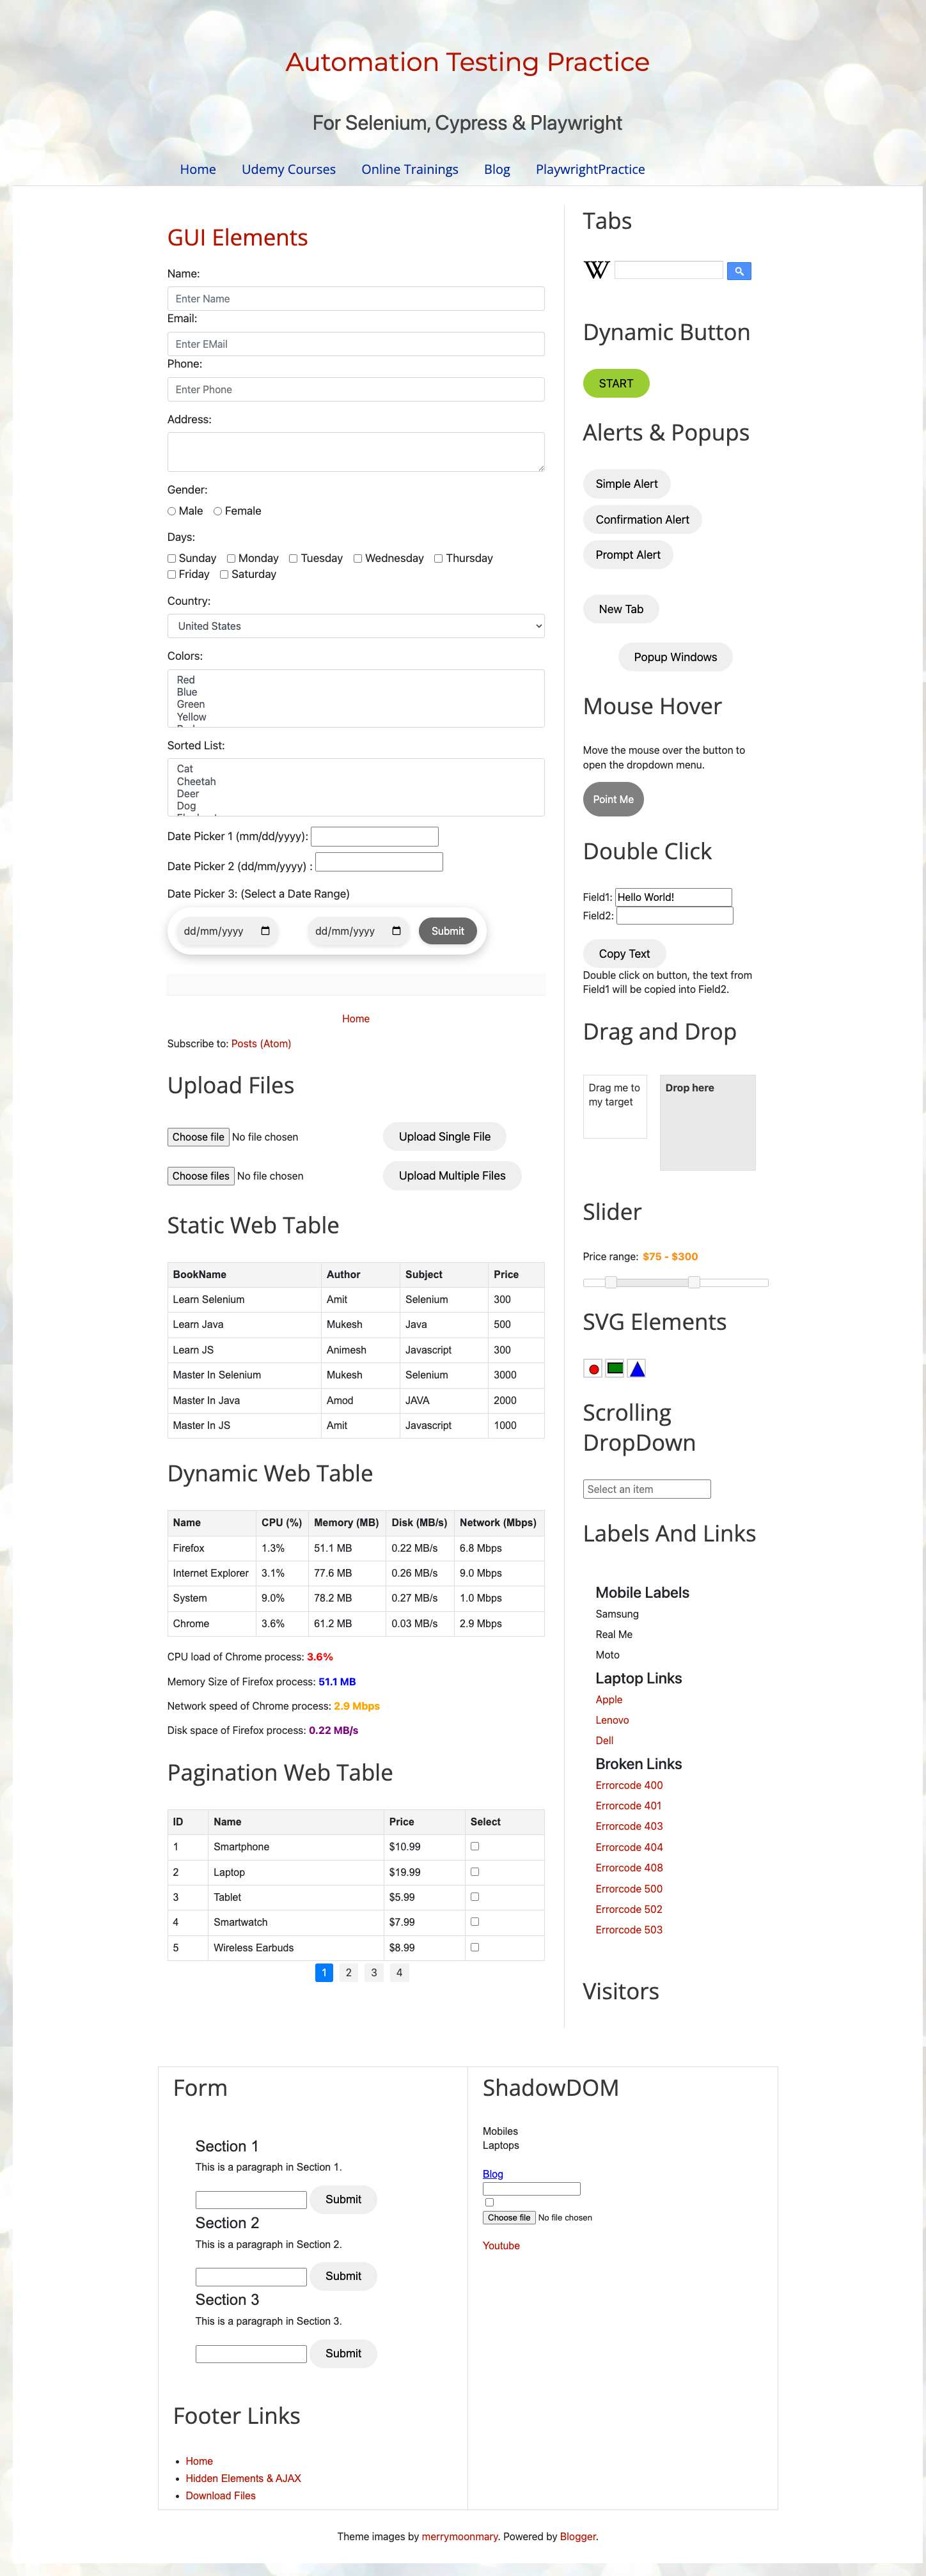 Automation Testing Practice
For Selenium, Cypress & Playwright
Home Udemy Courses Online Trainings Blog PlaywrightPractice
GUI Elements
Name:
Enter Name
Email:
Enter EMail
Phone:
Enter Phone
Address:
Gender:
Male Female
Days:
Sunday Monday Tuesday Wednesday Thursday
Friday Saturday
Country:
United States
Colors:
Red
Blue
Green
Yellow
Sorted List:
Cat
Cheetah
Deer
Dog
Date Picker 1 (mm/dd/yyyy):
Date Picker 2 (dd/mm/yyyy) :
Date Picker 3: (Select a Date Range)
dd/mm/yyyy dd/mm/yyyy Submit
Home
Subscribe to: Posts (Atom)
Upload Files
Choose file No file chosen Upload Single File
Choose files No file chosen Upload Multiple Files
Static Web Table
BookName Author Subject Price
Learn Selenium Amit Selenium 300
Learn Java Mukesh Java 500
Learn JS Animesh Javascript 300
Master In Selenium Mukesh Selenium 3000
Master In Java Amod JAVA 2000
Master In JS Amit Javascript 1000
Dynamic Web Table
Name CPU (%) Memory (MB) Disk (MB/s) Network (Mbps)
Firefox 1.3% 51.1 MB 0.22 MB/s 6.8 Mbps
Internet Explorer 3.1% 77.6 MB 0.26 MB/s 9.0 Mbps
System 9.0% 78.2 MB 0.27 MB/s 1.0 Mbps
Chrome 3.6% 61.2 MB 0.03 MB/s 2.9 Mbps
CPU load of Chrome process: 3.6%
Memory Size of Firefox process: 51.1 MB
Network speed of Chrome process: 2.9 Mbps
Disk space of Firefox process: 0.22 MB/s
Pagination Web Table
ID Name Price Select
1 Smartphone $10.99
2 Laptop $19.99
3 Tablet $5.99
4 Smartwatch $7.99
5 Wireless Earbuds $8.99
1 2 3 4
Tabs
Dynamic Button
START
Alerts & Popups
Simple Alert
Confirmation Alert
Prompt Alert
New Tab
Popup Windows
Mouse Hover
Move the mouse over the button to
open the dropdown menu.
Point Me
Double Click
Field1: Hello World!
Field2:
Copy Text
Double click on button, the text from
Field1 will be copied into Field2.
Drag and Drop
Drag me to
my target
Drop here
Slider
Price range: $75 - $300
SVG Elements
Scrolling
DropDown
Select an item
Labels And Links
Mobile Labels
Samsung
Real Me
Moto
Laptop Links
Apple
Lenovo
Dell
Broken Links
Errorcode 400
Errorcode 401
Errorcode 403
Errorcode 404
Errorcode 408
Errorcode 500
Errorcode 502
Errorcode 503
Visitors
Form
Section 1
This is a paragraph in Section 1.
Submit
Section 2
This is a paragraph in Section 2.
Submit
Section 3
This is a paragraph in Section 3.
Submit
Footer Links
Home
Hidden Elements & AJAX
Download Files
ShadowDOM
Mobiles
Laptops
Blog
Choose file No file chosen
Youtube
Theme images by merrymoonmary. Powered by Blogger.